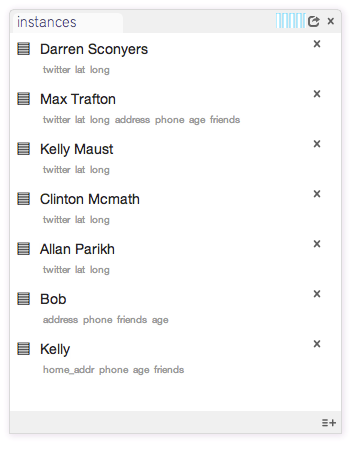 instances
Darren Sconyers
twitter lat long
Max Trafton
twitter lat long address phone age friends
Kelly Maust
twitter lat long
Clinton Mcmath
twitter lat long
Allan Parikh
twitter lat long
Bob
address phone friends age
Kelly
home_addr phone age friends